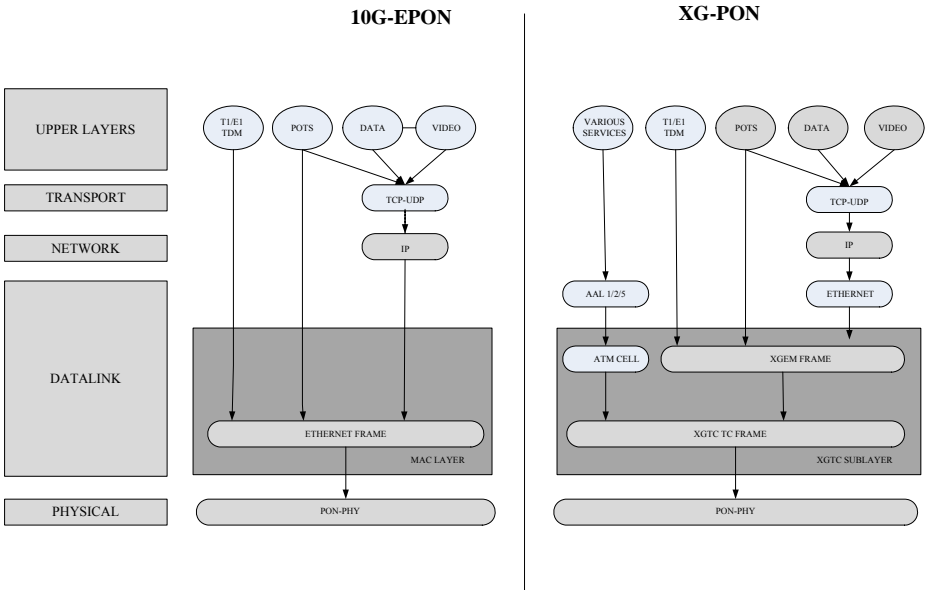 10G-EPON
XG-PON
UPPER LAYERS
T1/E1
TDM
POTS
DATA
VIDEO
VARIOUS
SERVICES
T1/E1
TDM
POTS
DATA
VIDEO
TRANSPORT
TCP-UDP
TCP-UDP
NETWORK
IP
IP
AAL 1/2/5
ETHERNET
DATALINK
ATM CELL
XGEM FRAME
ETHERNET FRAME
XGTC TC FRAME
MAC LAYER
XGTC SUBLAYER
PHYSICAL
PON-PHY
PON-PHY